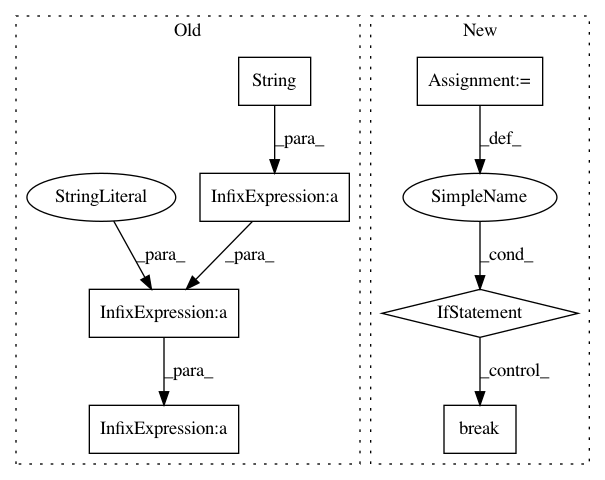 Old
New
String
Assignment:=
_para_
_def_
StringLiteral
InfixExpression:a
SimpleName
_para_
_para_
_cond_
InfixExpression:a
IfStatement
_para_
_control_
InfixExpression:a
break